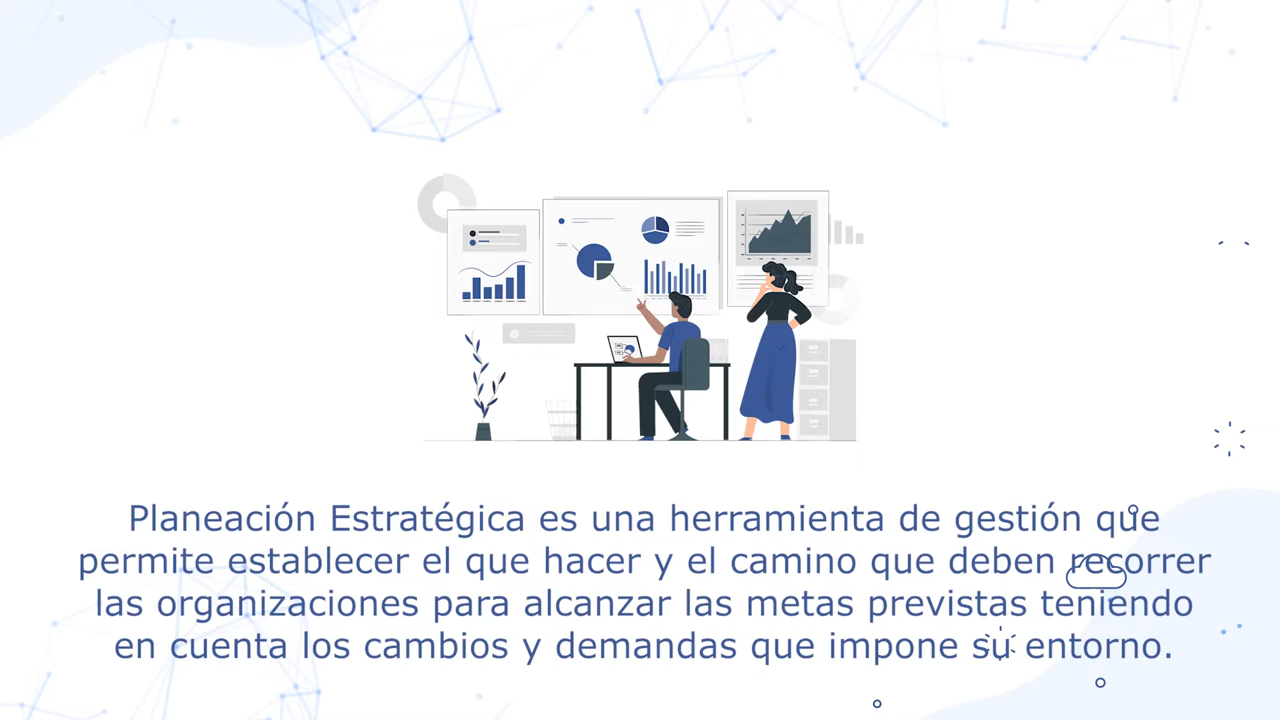 Planeación Estratégica es una herramienta de gestión que
permite establecer el que hacer y el camino que deben recorrer
las organizaciones para alcanzar las metas previstas teniendo
en cuenta los cambios y demandas que impone su entorno.